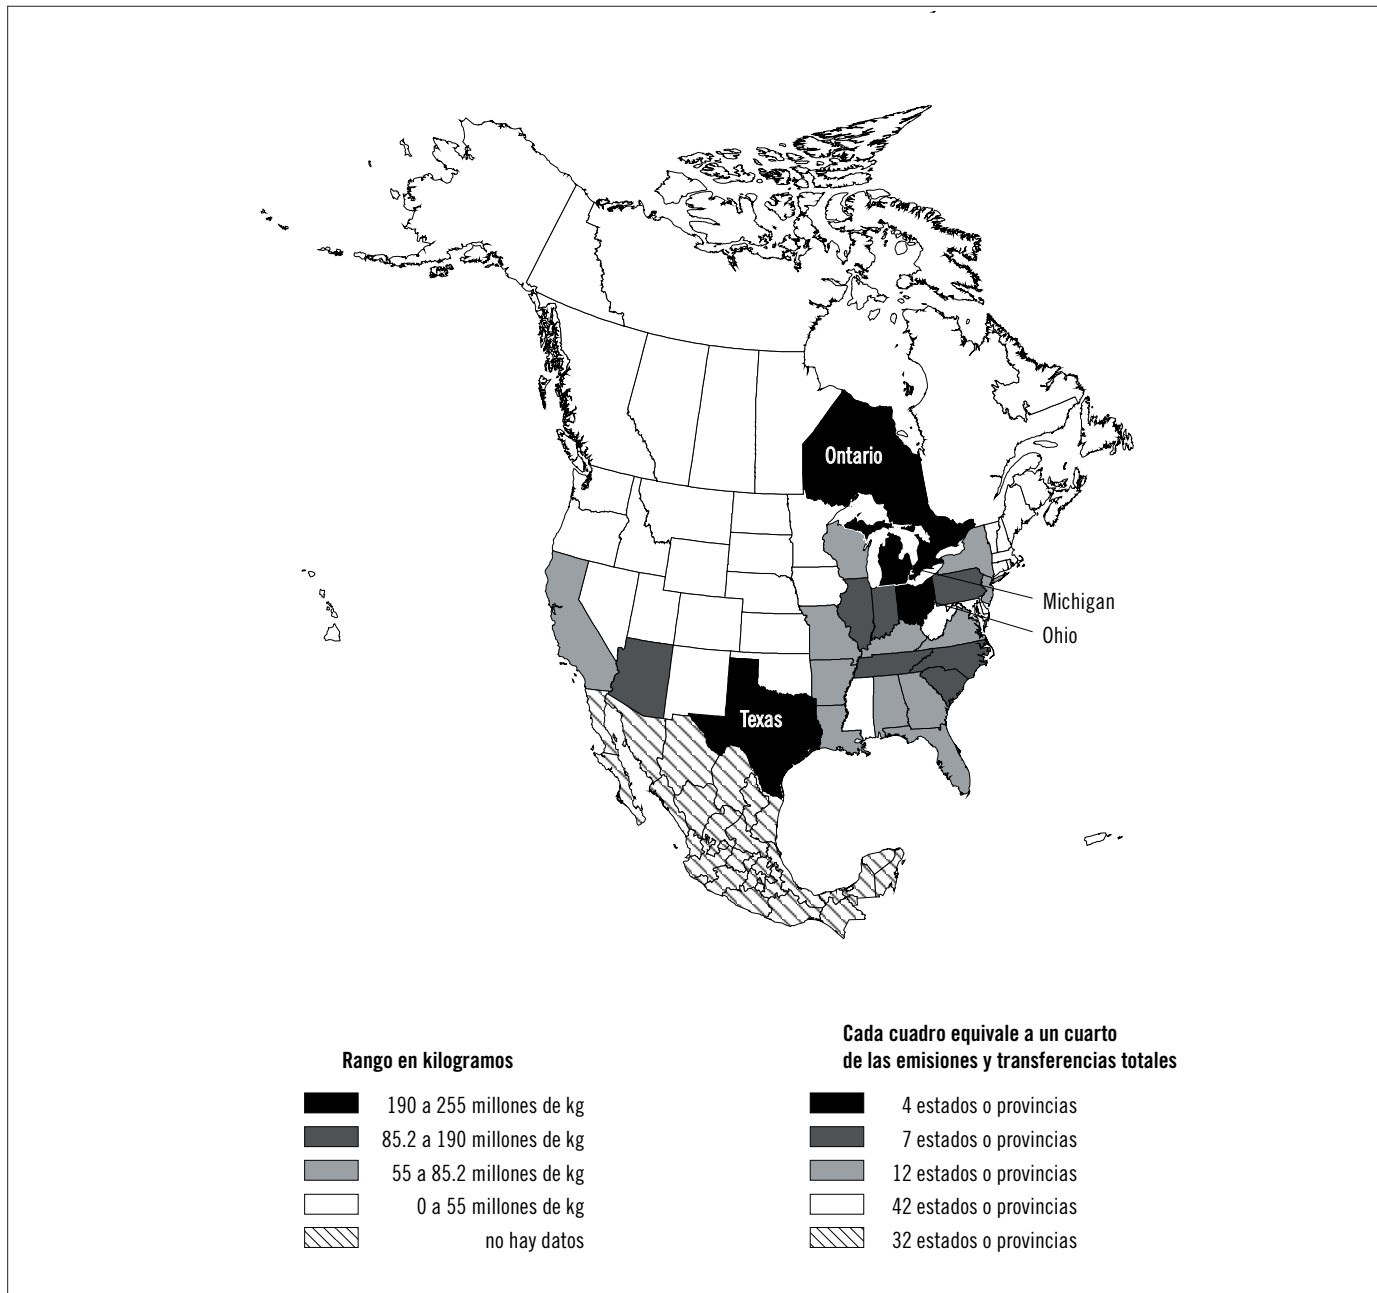 Ontario
Michigan
Ohio
Texas
Rango en kilogramos
190 a 255 millones de kg
85.2 a 190 millones de kg
55 a 85.2 millones de kg
0 a 55 millones de kg
no hay datos
Cada cuadro equivale a un cuarto
de las emisiones y transferencias totales
4 estados o provincias
7 estados o provincias
12 estados o provincias
42 estados o provincias
32 estados o provincias